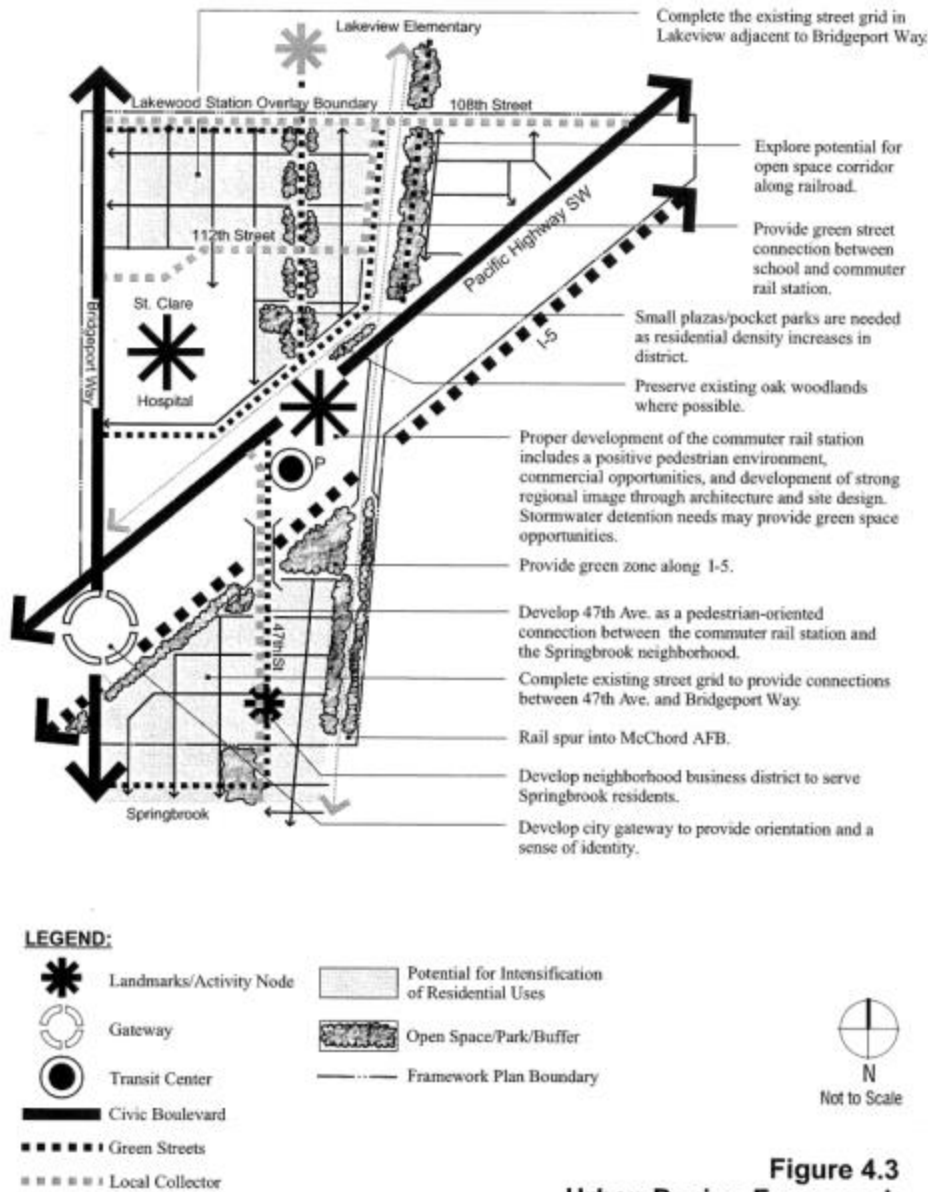 Lakeview Elementary
Complete the existing street grid in
Lakeview adjacent to Bridgeport Way.
Lakewood Station Overlay Boundary
108th Street
Explore potential for
open space corridor
along railroad.
Pacific Highway SW
Provide green street
connection between
school and commuter
rail station.
112th Street
Bridgeport Way
St. Clare
Hospital
I-5
Small plazas/pocket parks are needed
as residential density increases in
district.
Preserve existing oak woodlands
where possible.
P
Proper development of the commuter rail station
includes a positive pedestrian environment,
commercial opportunities, and development of strong
regional image through architecture and site design.
Stormwater detention needs may provide green space
opportunities.
Provide green zone along I-5.
47th St
Develop 47th Ave. as a pedestrian-oriented
connection between the commuter rail station and
the Springbrook neighborhood.
Complete existing street grid to provide connections
between 47th Ave. and Bridgeport Way.
Rail spur into McChord AFB.
Develop neighborhood business district to serve
Springbrook residents.
Springbrook
Develop city gateway to provide orientation and a
sense of identity.
LEGEND:
Landmarks/Activity Node
Gateway
Transit Center
Civic Boulevard
Green Streets
Local Collector
Potential for Intensification
of Residential Uses
Open Space/Park/Buffer
Framework Plan Boundary
N
Not to Scale
Figure 4.3